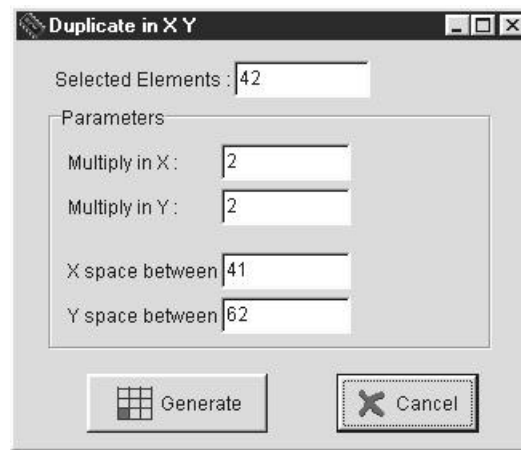 Duplicate in X Y
Selected Elements : 42
Parameters
Multiply in X : 2
Multiply in Y : 2
X space between 41
Y space between 62
Generate Cancel